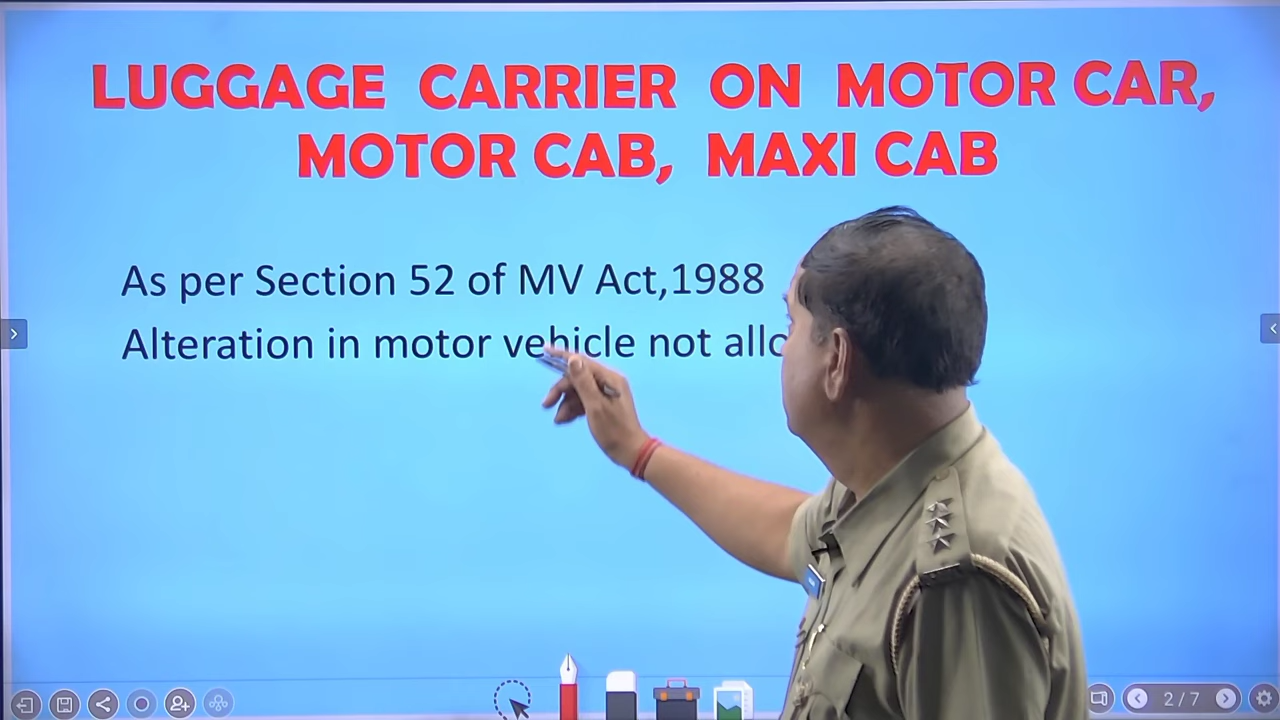 LUGGAGE CARRIER ON MOTOR CAR,
MOTOR CAB, MAXI CAB
As per Section 52 of MV Act,1988
Alteration in motor vehicle not
2/7